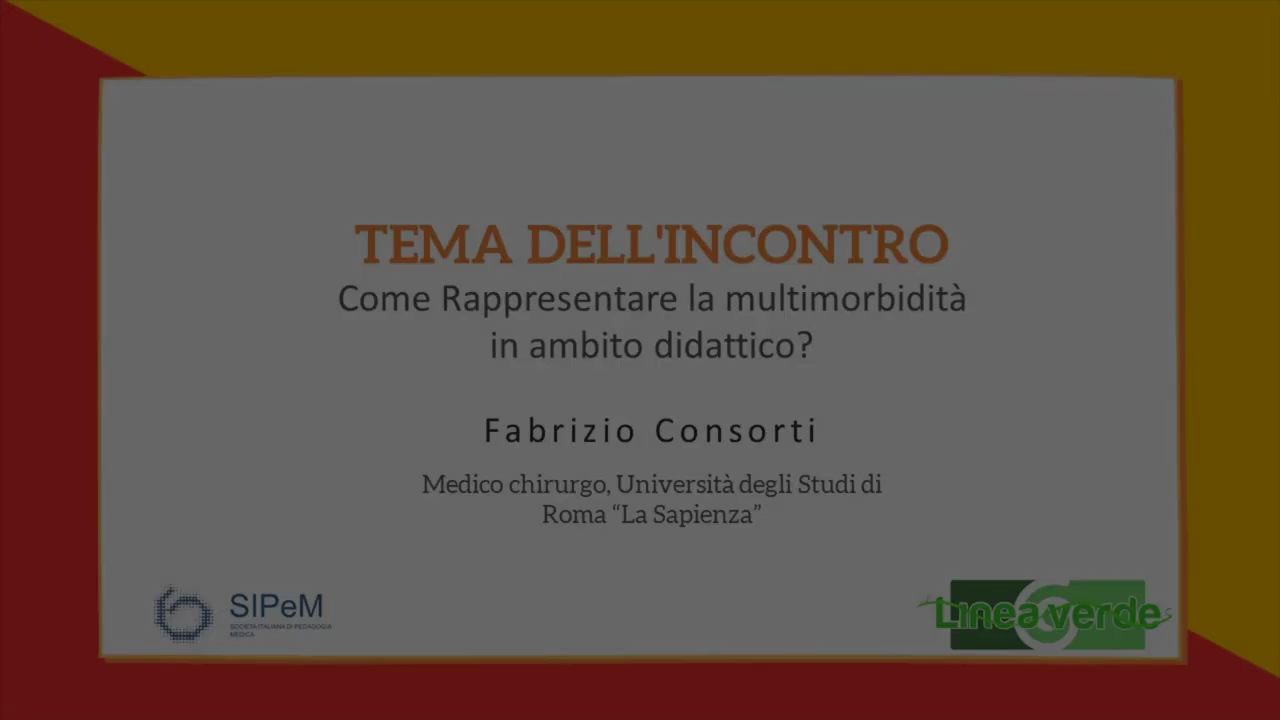 TEMA DELL'INCONTRO
Come Rappresentare la multimorbidità
in ambito didattico?
Fabrizio Consorti
Medico chirurgo, Università degli Studi di
Roma “La Sapienza”
SIPeM
SOCIETÀ ITALIANA DI PEDAGOGIA
MEDICA
Linea verde